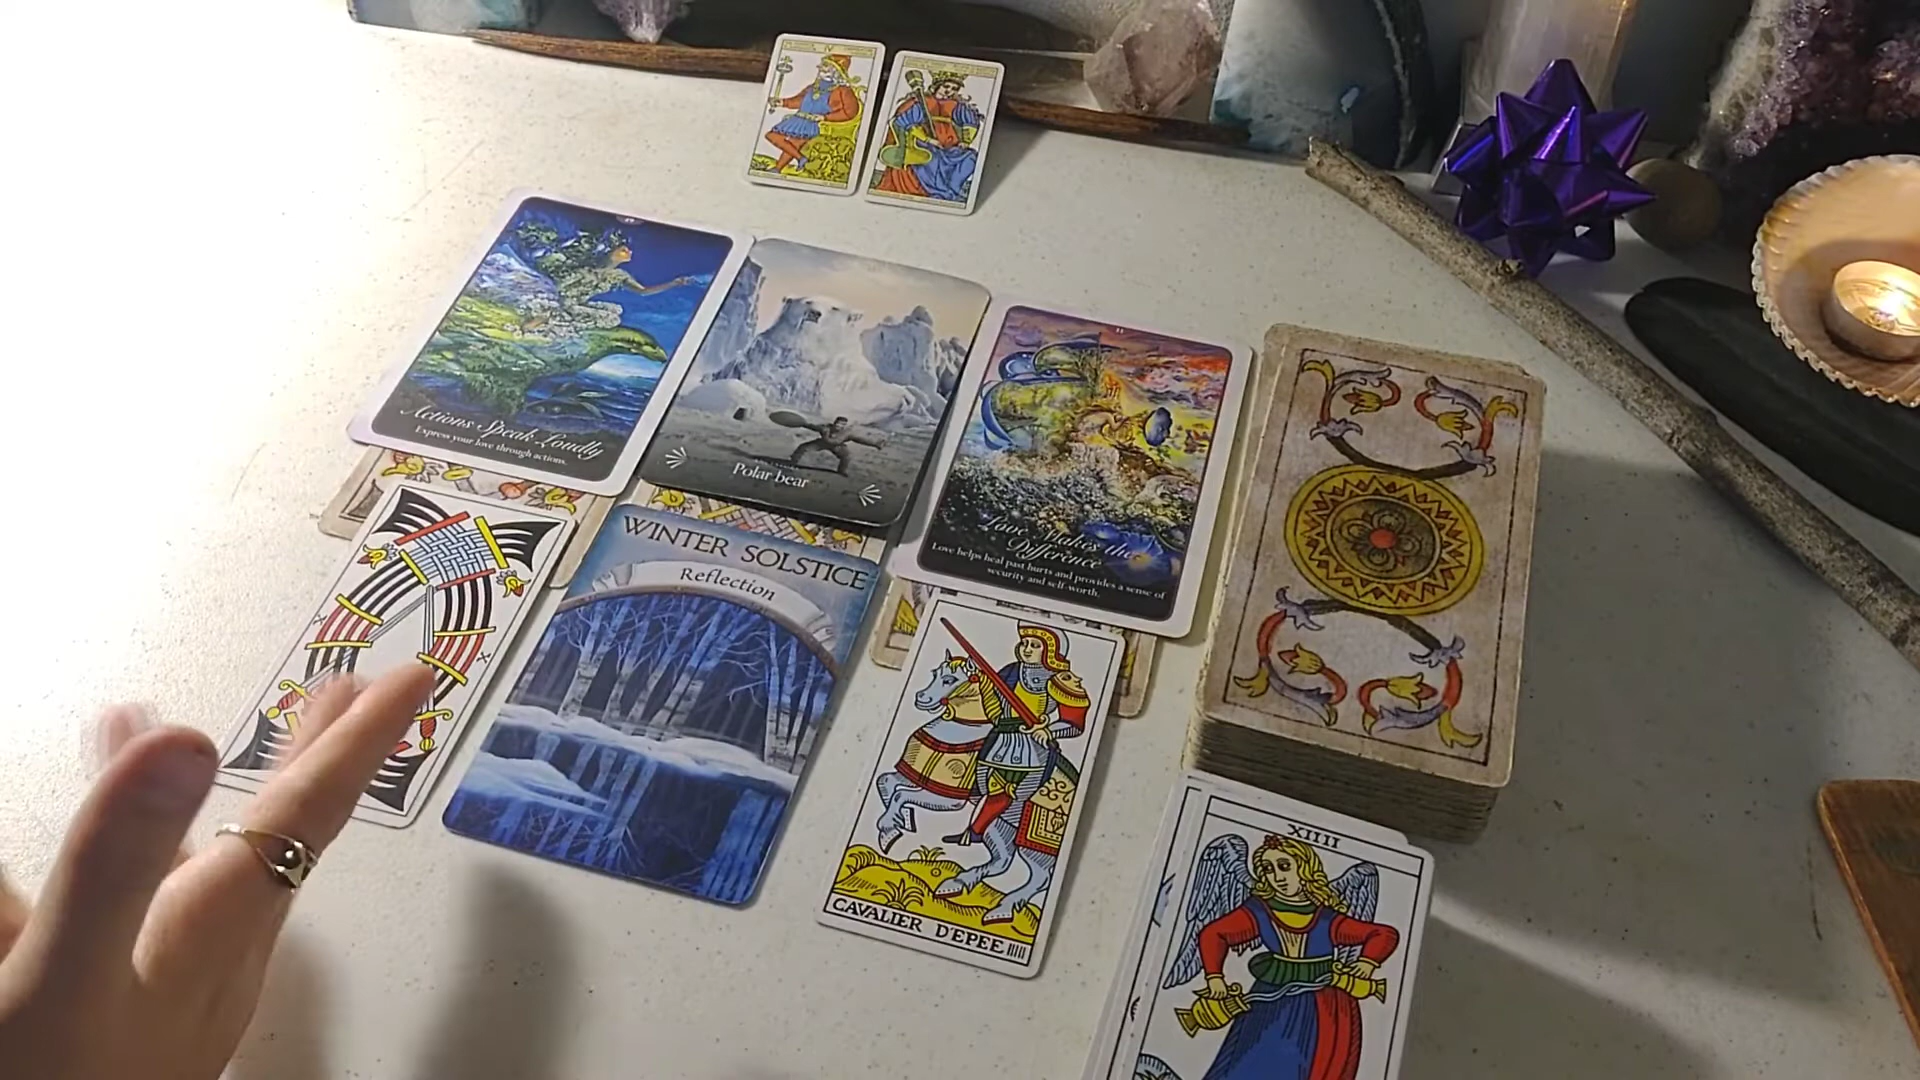 Actions Speak Loudly
Express your love through actions.
Polar bear
II
Love Makes the
Difference
Love helps heal past hurts and provides a sense of
security and self-worth.
X
X
WINTER SOLSTICE
Reflection
CAVALIER D'EPEE
XIIII